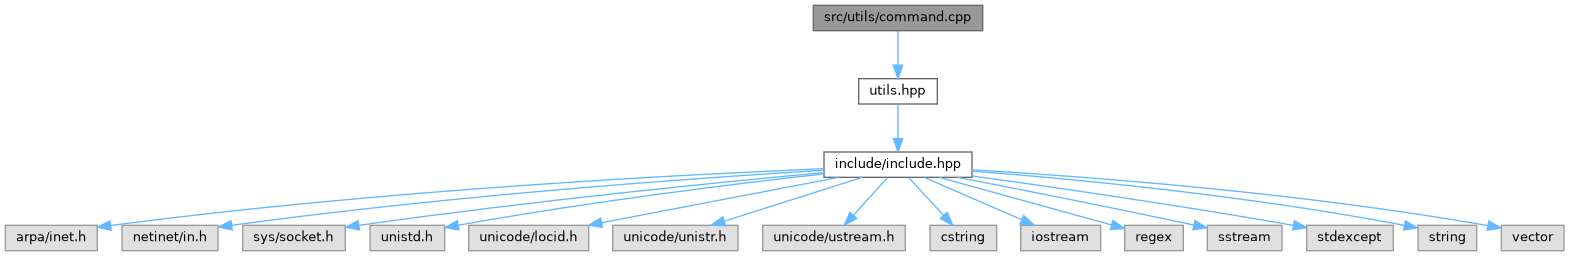 src/utils/command.cpp
utils.hpp
include/include.hpp
arpa/inet.h
netinet/in.h
sys/socket.h
unistd.h
unicode/locid.h
unicode/unistr.h
unicode/ustream.h
cstring
iostream
regex
sstream
stdexcept
string
vector